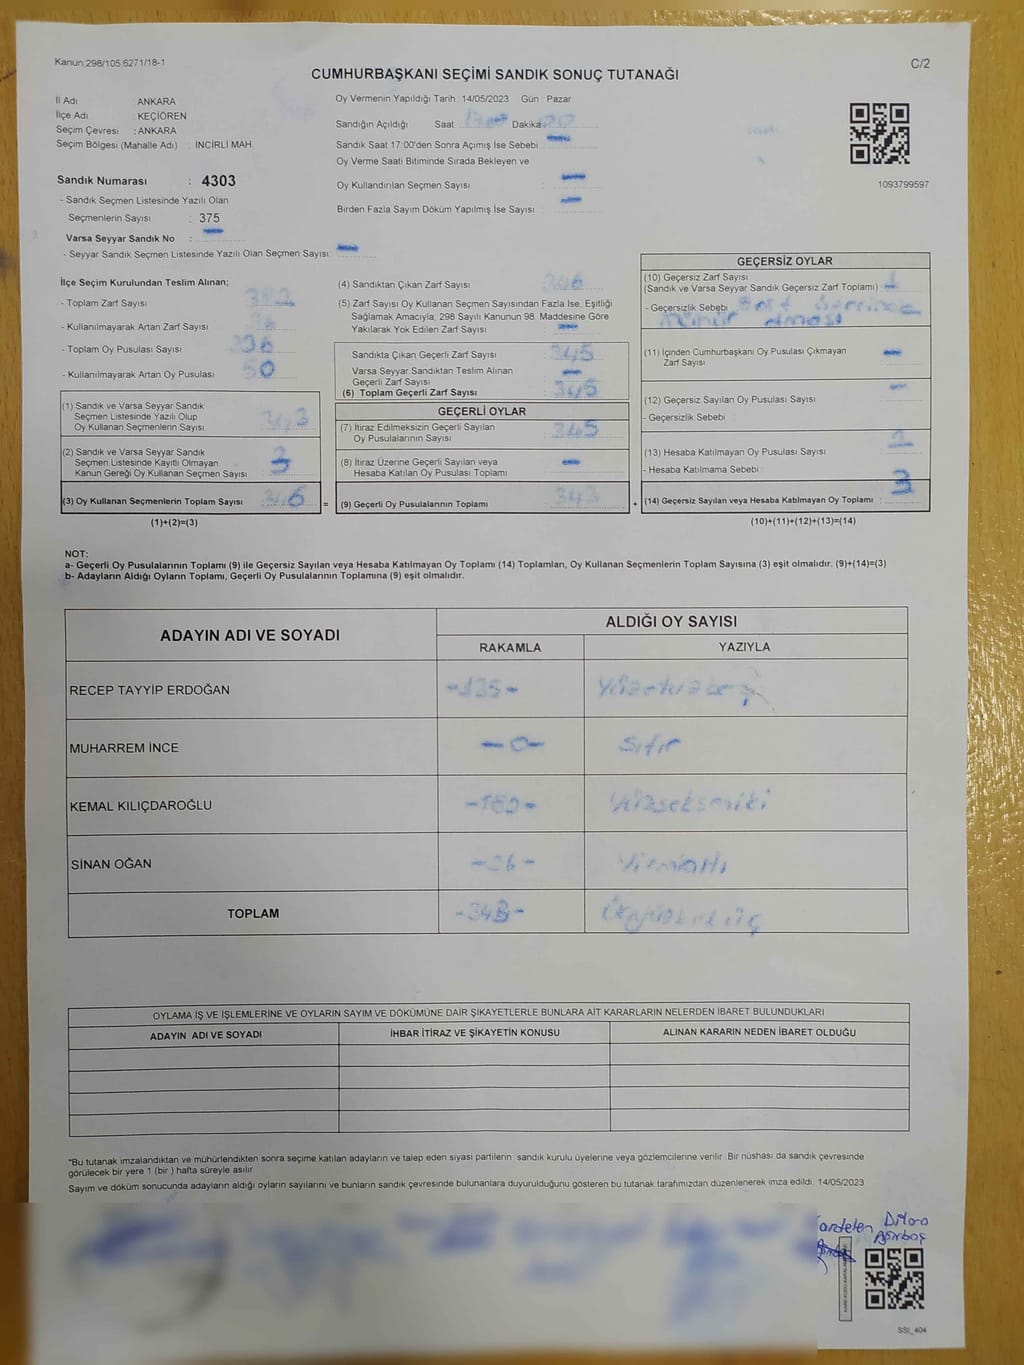 Kanun:298/105;6271/18-1
C/2
CUMHURBAŞKANI SEÇİMİ SANDIK SONUÇ TUTANAĞI
İl Adı ANKARA
İlçe Adı : KEÇİÖREN
Seçim Çevresi : ANKARA
Seçim Bölgesi (Mahalle Adı) : İNCİRLİ MAH.
Oy Vermenin Yapıldığı Tarih : 14/05/2023 Gün : Pazar
Sandığın Açıldığı Saat Dakika
Sandık Saat 17:00'den Sonra Açımış İse Sebebi :
Oy Verme Saati Bitiminde Sırada Bekleyen ve
Oy Kullandırılan Seçmen Sayısı :
Birden Fazla Sayım Döküm Yapılmış İse Sayısı :
1093799597
Sandık Numarası : 4303
- Sandık Seçmen Listesinde Yazılı Olan
Seçmenlerin Sayısı : 375
Varsa Seyyar Sandık No :
- Seyyar Sandık Seçmen Listesinde Yazılı Olan Seçmen Sayısı:
İlçe Seçim Kurulundan Teslim Alınan;
- Toplam Zarf Sayısı
- Kullanılmayarak Artan Zarf Sayısı
- Toplam Oy Pusulası Sayısı
- Kullanılmayarak Artan Oy Pusulası 50
(1) Sandık ve Varsa Seyyar Sandık
Seçmen Listesinde Yazılı Olup
Oy Kullanan Seçmenlerin Sayısı 343
(2) Sandık ve Varsa Seyyar Sandık
Seçmen Listesinde Kayıtlı Olmayan
Kanun Gereği Oy Kullanan Seçmen Sayısı 3
(3) Oy Kullanan Seçmenlerin Toplam Sayısı 346 =
(1)+(2)=(3)
(4) Sandıktan Çıkan Zarf Sayısı 346
(5) Zarf Sayısı Oy Kullanan Seçmen Sayısından Fazla İse, Eşitliği
Sağlamak Amacıyla, 298 Sayılı Kanunun 98. Maddesine Göre
Yakılarak Yok Edilen Zarf Sayısı
Sandıkta Çıkan Geçerli Zarf Sayısı 345
Varsa Seyyar Sandıktan Teslim Alınan
Geçerli Zarf Sayısı
(6) Toplam Geçerli Zarf Sayısı 345
GEÇERLİ OYLAR
(7) İtiraz Edilmeksizin Geçerli Sayılan
Oy Pusulalarının Sayısı 345
(8) İtiraz Üzerine Geçerli Sayılan veya
Hesaba Katılan Oy Pusulası Toplamı
(9) Geçerli Oy Pusulalarının Toplamı 343 +
GEÇERSİZ OYLAR
(10) Geçersiz Zarf Sayısı
(Sandık ve Varsa Seyyar Sandık Geçersiz Zarf Toplamı) 1
- Geçersizlik Sebebi üzerinde
mühür olması
(11) İçinden Cumhurbaşkanı Oy Pusulası Çıkmayan
Zarf Sayısı
(12) Geçersiz Sayılan Oy Pusulası Sayısı
- Geçersizlik Sebebi
(13) Hesaba Katılmayan Oy Pusulası Sayısı 2
- Hesaba Katılmama Sebebi
(14) Geçersiz Sayılan veya Hesaba Katılmayan Oy Toplamı 3
(10)+(11)+(12)+(13)=(14)
NOT:
a- Geçerli Oy Pusulalarının Toplamı (9) ile Geçersiz Sayılan veya Hesaba Katılmayan Oy Toplamı (14) Toplamları, Oy Kullanan Seçmenlerin Toplam Sayısına (3) eşit olmalıdır. (9)+(14)=(3)
b- Adayların Aldığı Oyların Toplamı, Geçerli Oy Pusulalarının Toplamına (9) eşit olmalıdır.
ADAYIN ADI VE SOYADI ALDIĞI OY SAYISI
RAKAMLA YAZIYLA
RECEP TAYYİP ERDOĞAN -135- Yüzotuzbeş
MUHARREM İNCE -0- Sıfır
KEMAL KILIÇDAROĞLU -182- Yüzseksenİki
SİNAN OĞAN -26- Yirmialtı
TOPLAM -343- Üçyüzkırküç
OYLAMA İŞ VE İŞLEMLERİNE VE OYLARIN SAYIM VE DÖKÜMÜNE DAİR ŞİKAYETLERLE BUNLARA AİT KARARLARIN NELERDEN İBARET BULUNDUKLARI
ADAYIN ADI VE SOYADI İHBAR İTİRAZ VE ŞİKAYETİN KONUSU ALINAN KARARIN NEDEN İBARET OLDUĞU
*Bu tutanak imzalandıktan ve mühürlendikten sonra seçime katılan adayların ve talep eden siyasi partilerin sandık kurulu üyelerine veya gözlemcilerine verilir. Bir nüshası da sandık çevresinde
görülecek bir yere 1 (bir ) hafta süreyle asılır.
Sayım ve döküm sonucunda adayların aldığı oyların sayılarını ve bunların sandık çevresinde bulunanlara duyurulduğunu gösteren bu tutanak tarafımızdan düzenlenerek imza edildi. 14/05/2023
SSI_404